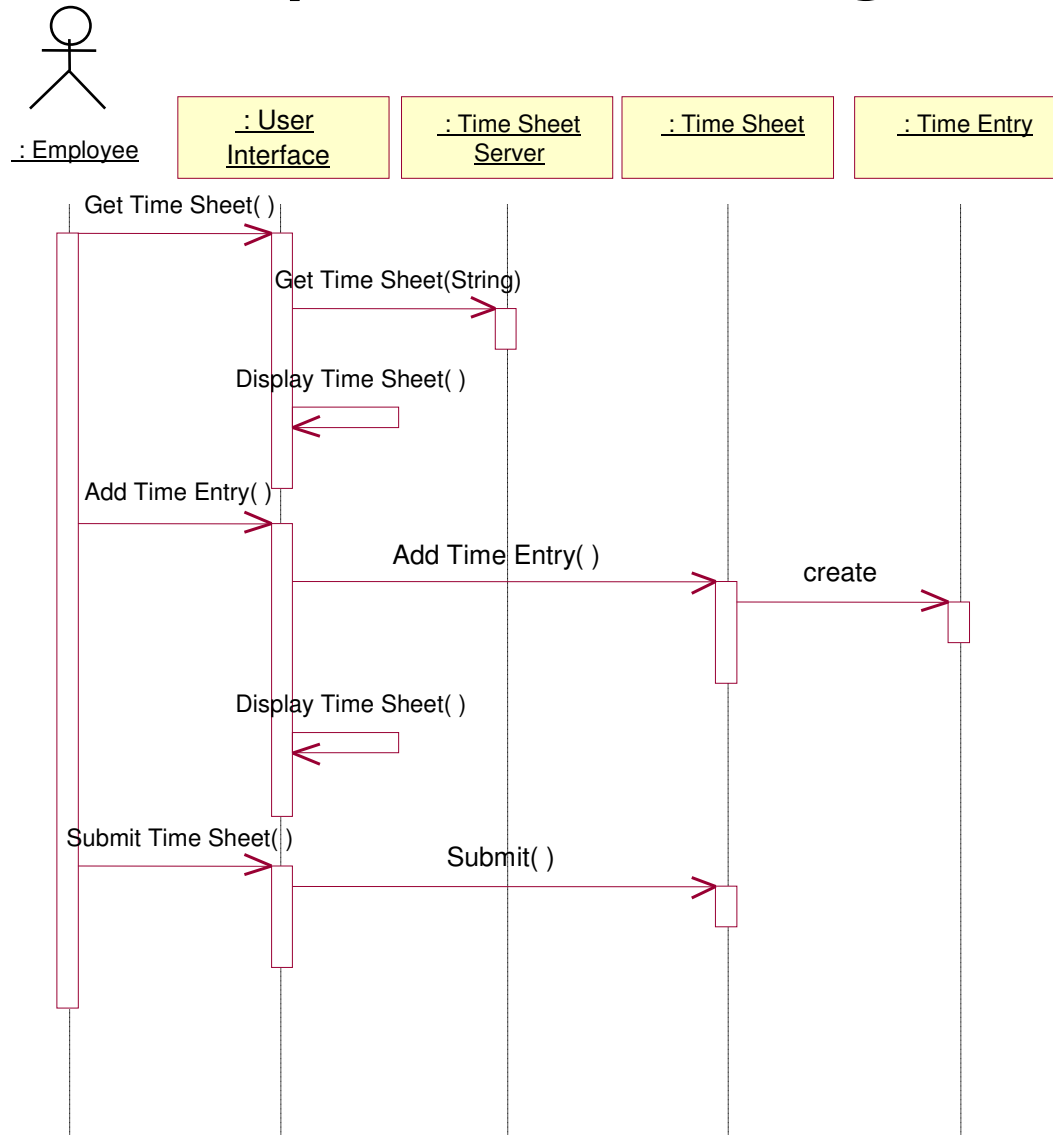 : Employee
: User
Interface
: Time Sheet
Server
: Time Sheet
: Time Entry
Get Time Sheet( )
Get Time Sheet(String)
Display Time Sheet( )
Add Time Entry( )
Add Time Entry( )
create
Display Time Sheet( )
Submit Time Sheet( )
Submit( )